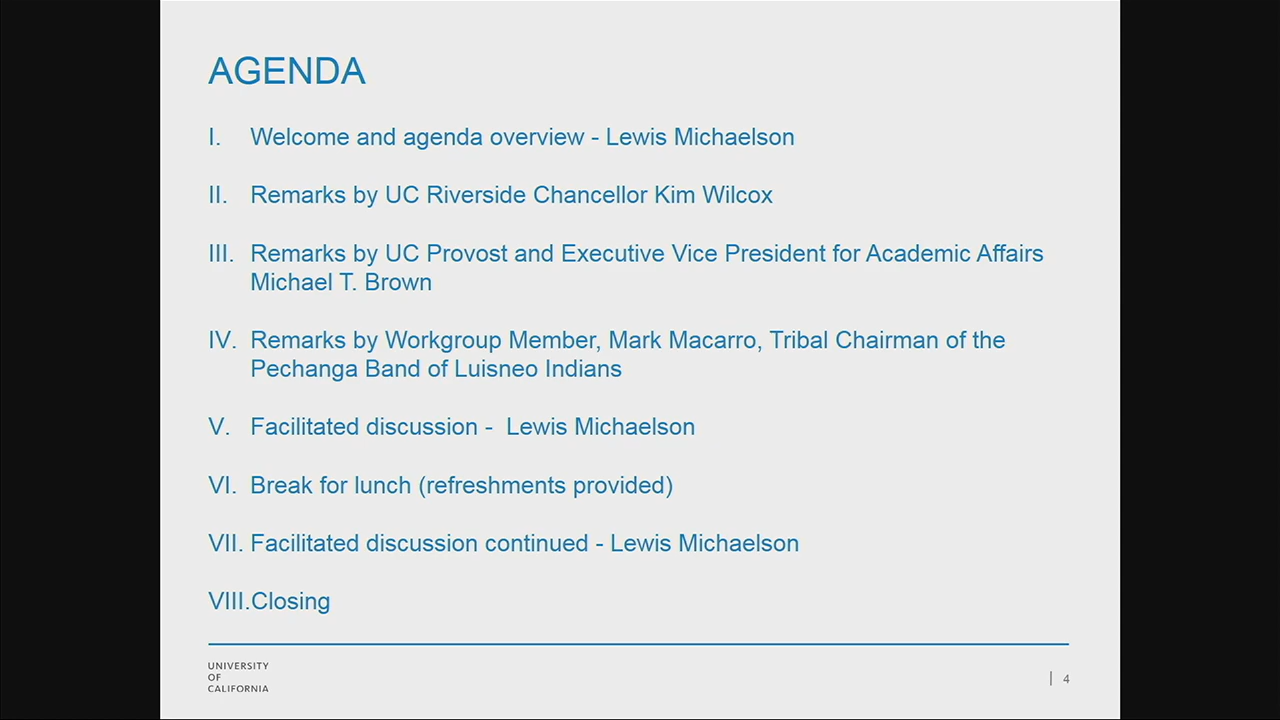 AGENDA
I. Welcome and agenda overview - Lewis Michaelson
II. Remarks by UC Riverside Chancellor Kim Wilcox
III. Remarks by UC Provost and Executive Vice President for Academic Affairs
Michael T. Brown
IV. Remarks by Workgroup Member, Mark Macarro, Tribal Chairman of the
Pechanga Band of Luisneo Indians
V. Facilitated discussion - Lewis Michaelson
VI. Break for lunch (refreshments provided)
VII. Facilitated discussion continued - Lewis Michaelson
VIII.Closing
UNIVERSITY
OF
CALIFORNIA
| 4